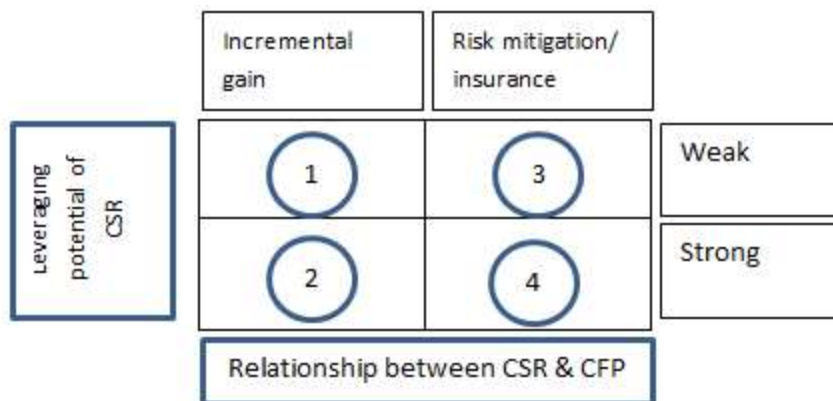 Incremental
gain
Risk mitigation/
insurance
Leveraging
potential of
CSR
1
3
Weak
2
4
Strong
Relationship between CSR & CFP